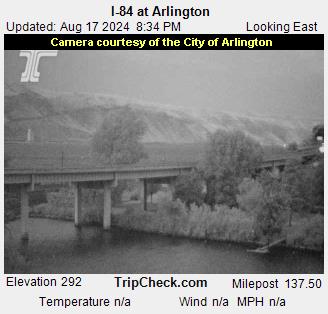 I-84 at Arlington
Updated: Aug 17 2024 8:34 PM Looking East
Camera courtesy of the City of Arlington
Elevation 292 TripCheck.com Milepost 137.50
Temperature n/a Wind n/a MPH n/a